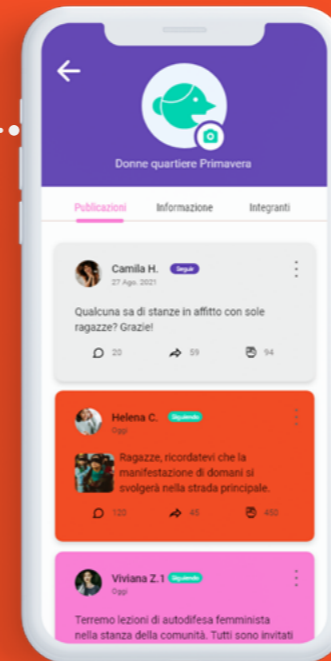 Donne quartiere Primavera
Publicazioni Informazione Integranti
Camila H. Seguir
27 Ago. 2021
Qualcuna sa di stanze in affitto con sole
ragazze? Grazie!
20 59 94
Helena C. Siguiendo
Oggi
Ragazze, ricordatevi che la
manifestazione di domani si
svolgerà nella strada principale.
120 45 450
Viviana Z.1 Siguiendo
Oggi
Terremo lezioni di autodifesa femminista
nella stanza della comunità. Tutti sono invitati